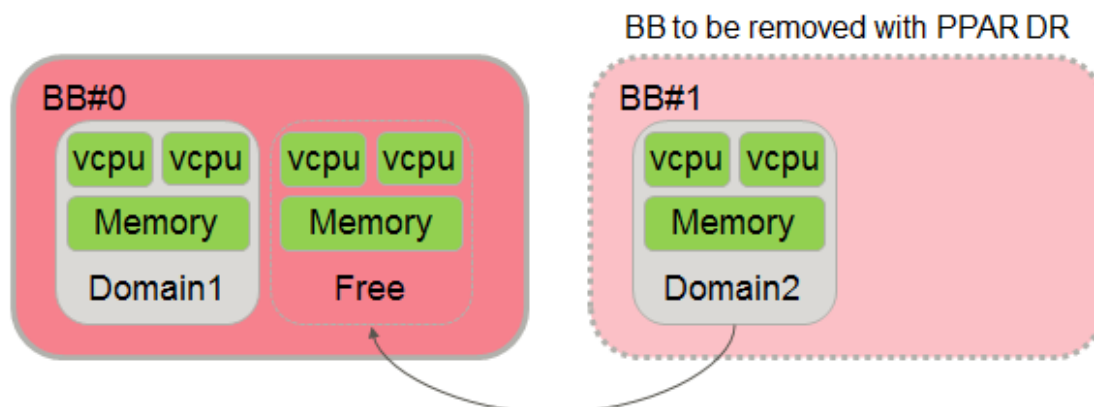 BB to be removed with PPAR DR
BB#0
vcpu vcpu
Memory
Domain1
vcpu vcpu
Memory
Free
BB#1
vcpu vcpu
Memory
Domain2